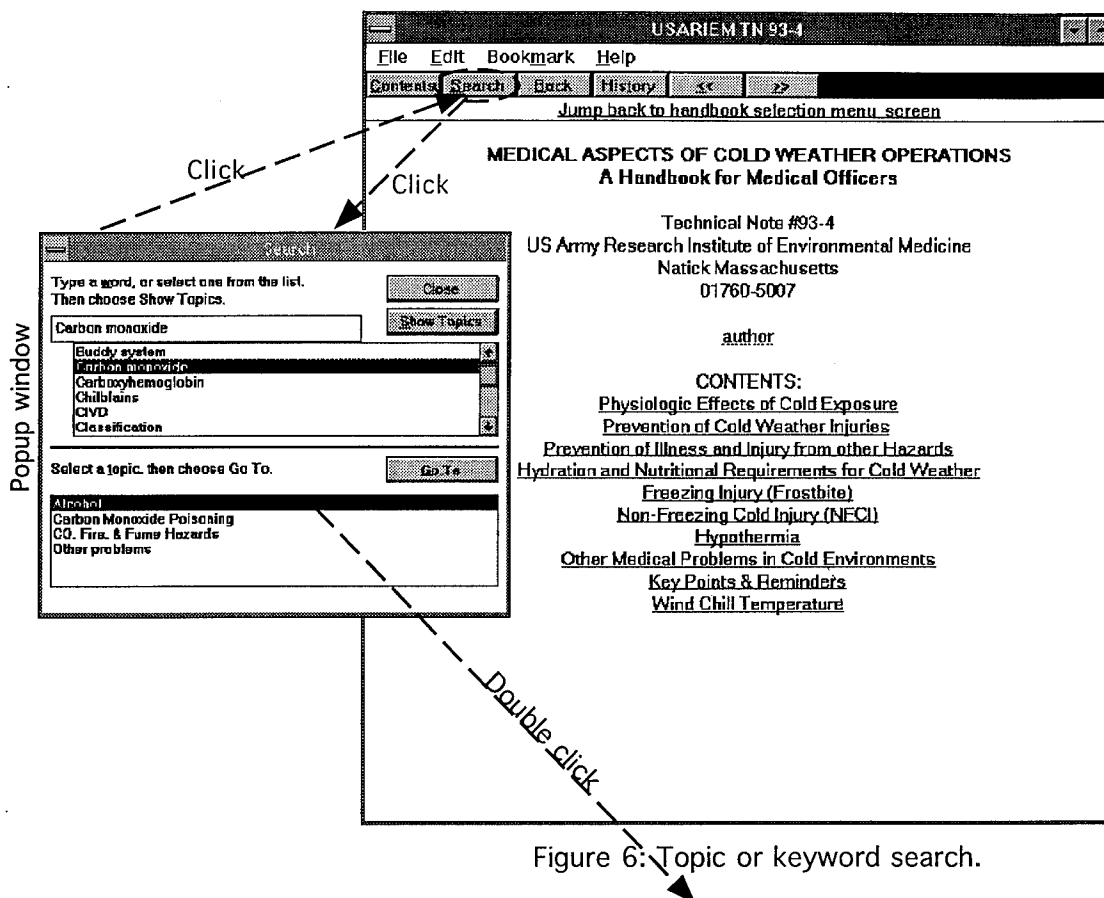 USARIEM TN 93-4
File Edit Bookmark Help
Contents Search Back History << >>
Jump back to handbook selection menu screen
MEDICAL ASPECTS OF COLD WEATHER OPERATIONS
A Handbook for Medical Officers
Technical Note #93-4
US Army Research Institute of Environmental Medicine
Natick Massachusetts
01760-5007
author
CONTENTS:
Physiologic Effects of Cold Exposure
Prevention of Cold Weather Injuries
Prevention of Illness and Injury from other Hazards
Hydration and Nutritional Requirements for Cold Weather
Freezing Injury (Frostbite)
Non-Freezing Cold Injury (NFCI)
Hypothermia
Other Medical Problems in Cold Environments
Key Points & Reminders
Wind Chill Temperature
Click
Click
Popup window
Search
Type a word, or select one from the list.
Then choose Show Topics.
Close
Show Topics
Carbon monoxide
Buddy system
Carbon monoxide
Carboxyhemoglobin
Chilblains
CIVD
Classification
Select a topic, then choose Go To.
Go To
Alcohol
Carbon Monoxide Poisoning
CO. Fire. & Fume Hazards
Other problems
Double click
Figure 6: Topic or keyword search.